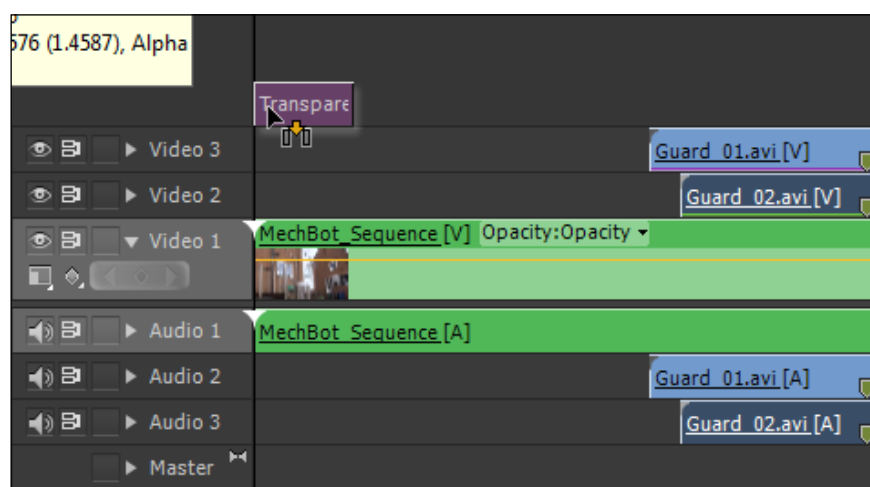 576 (1.4587), Alpha
Transpare
Video 3
Guard_01.avi [V]
Video 2
Guard_02.avi [V]
Video 1
MechBot_Sequence [V] Opacity:Opacity
Audio 1
MechBot_Sequence [A]
Audio 2
Guard_01.avi [A]
Audio 3
Guard_02.avi [A]
Master